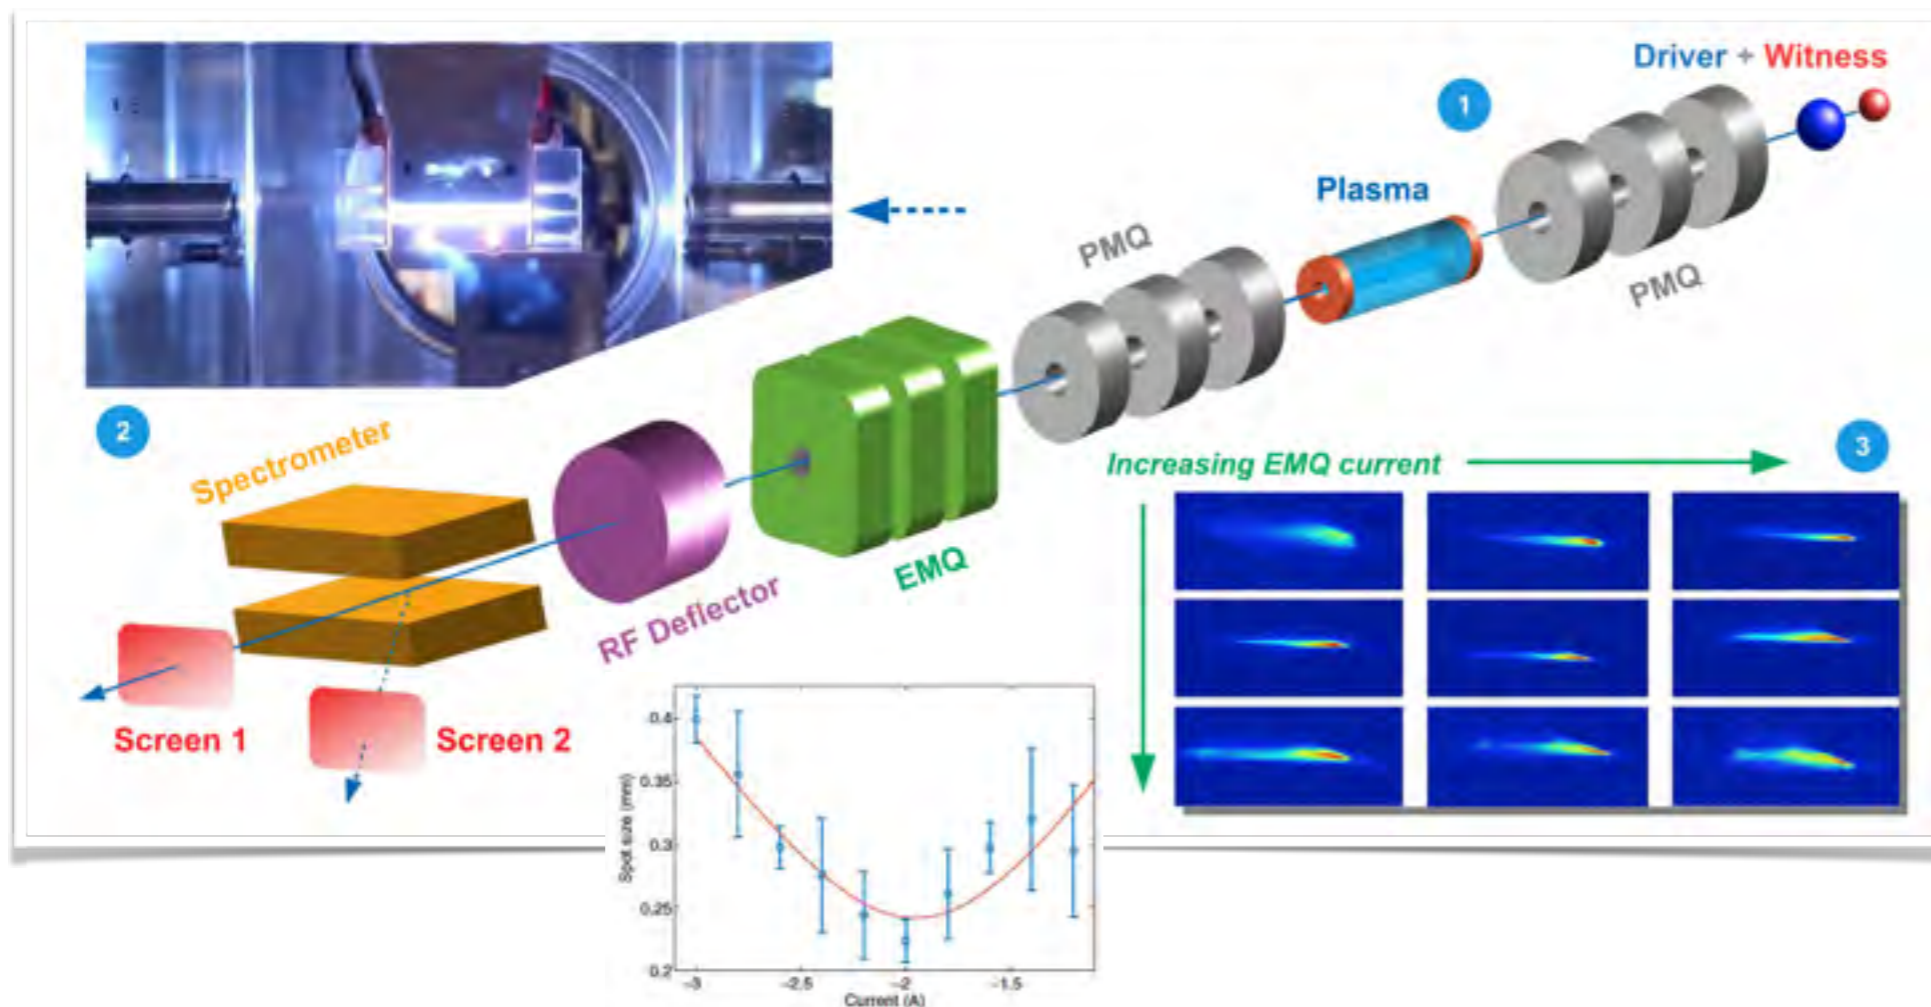 Driver + Witness
1
Plasma
PMQ
PMQ
2
Spectrometer
EMQ
RF Deflector
Screen 1
Screen 2
Increasing EMQ current
3
0.4
0.35
0.3
0.25
0.2
Spot size (mm)
-3
-2.5
-2
-1.5
Current (A)